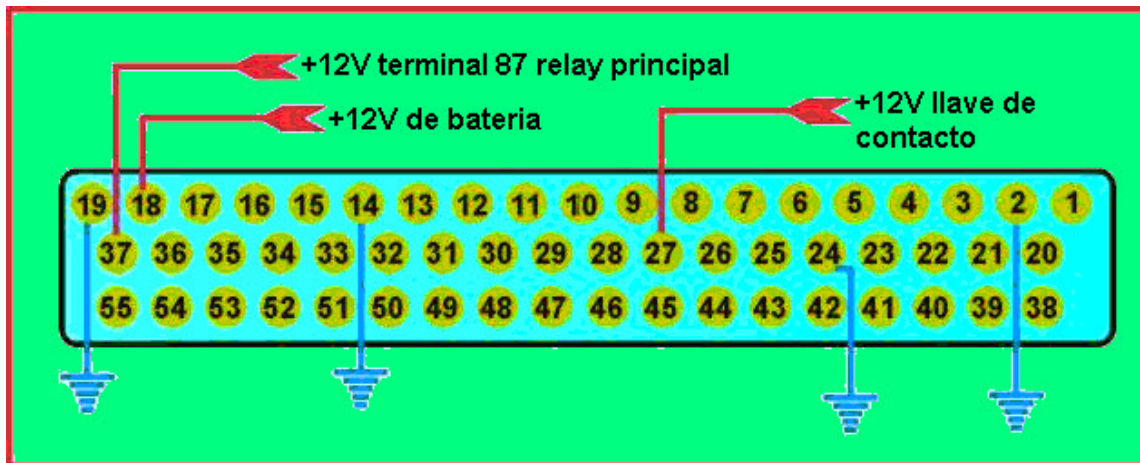 +12V terminal 87 relay principal
+12V de bateria
+12V llave de
contacto
19 18 17 16 15 14 13 12 11 10 9 8 7 6 5 4 3 2 1
37 36 35 34 33 32 31 30 29 28 27 26 25 24 23 22 21 20
55 54 53 52 51 50 49 48 47 46 45 44 43 42 41 40 39 38